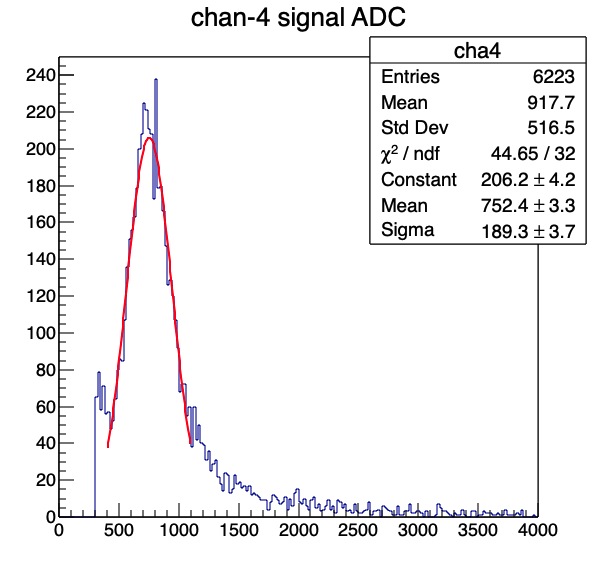 chan-4 signal ADC
cha4
Entries 6223
Mean 917.7
Std Dev 516.5
χ² / ndf 44.65 / 32
Constant 206.2 ± 4.2
Mean 752.4 ± 3.3
Sigma 189.3 ± 3.7
240
220
200
180
160
140
120
100
80
60
40
20
0
0 500 1000 1500 2000 2500 3000 3500 4000